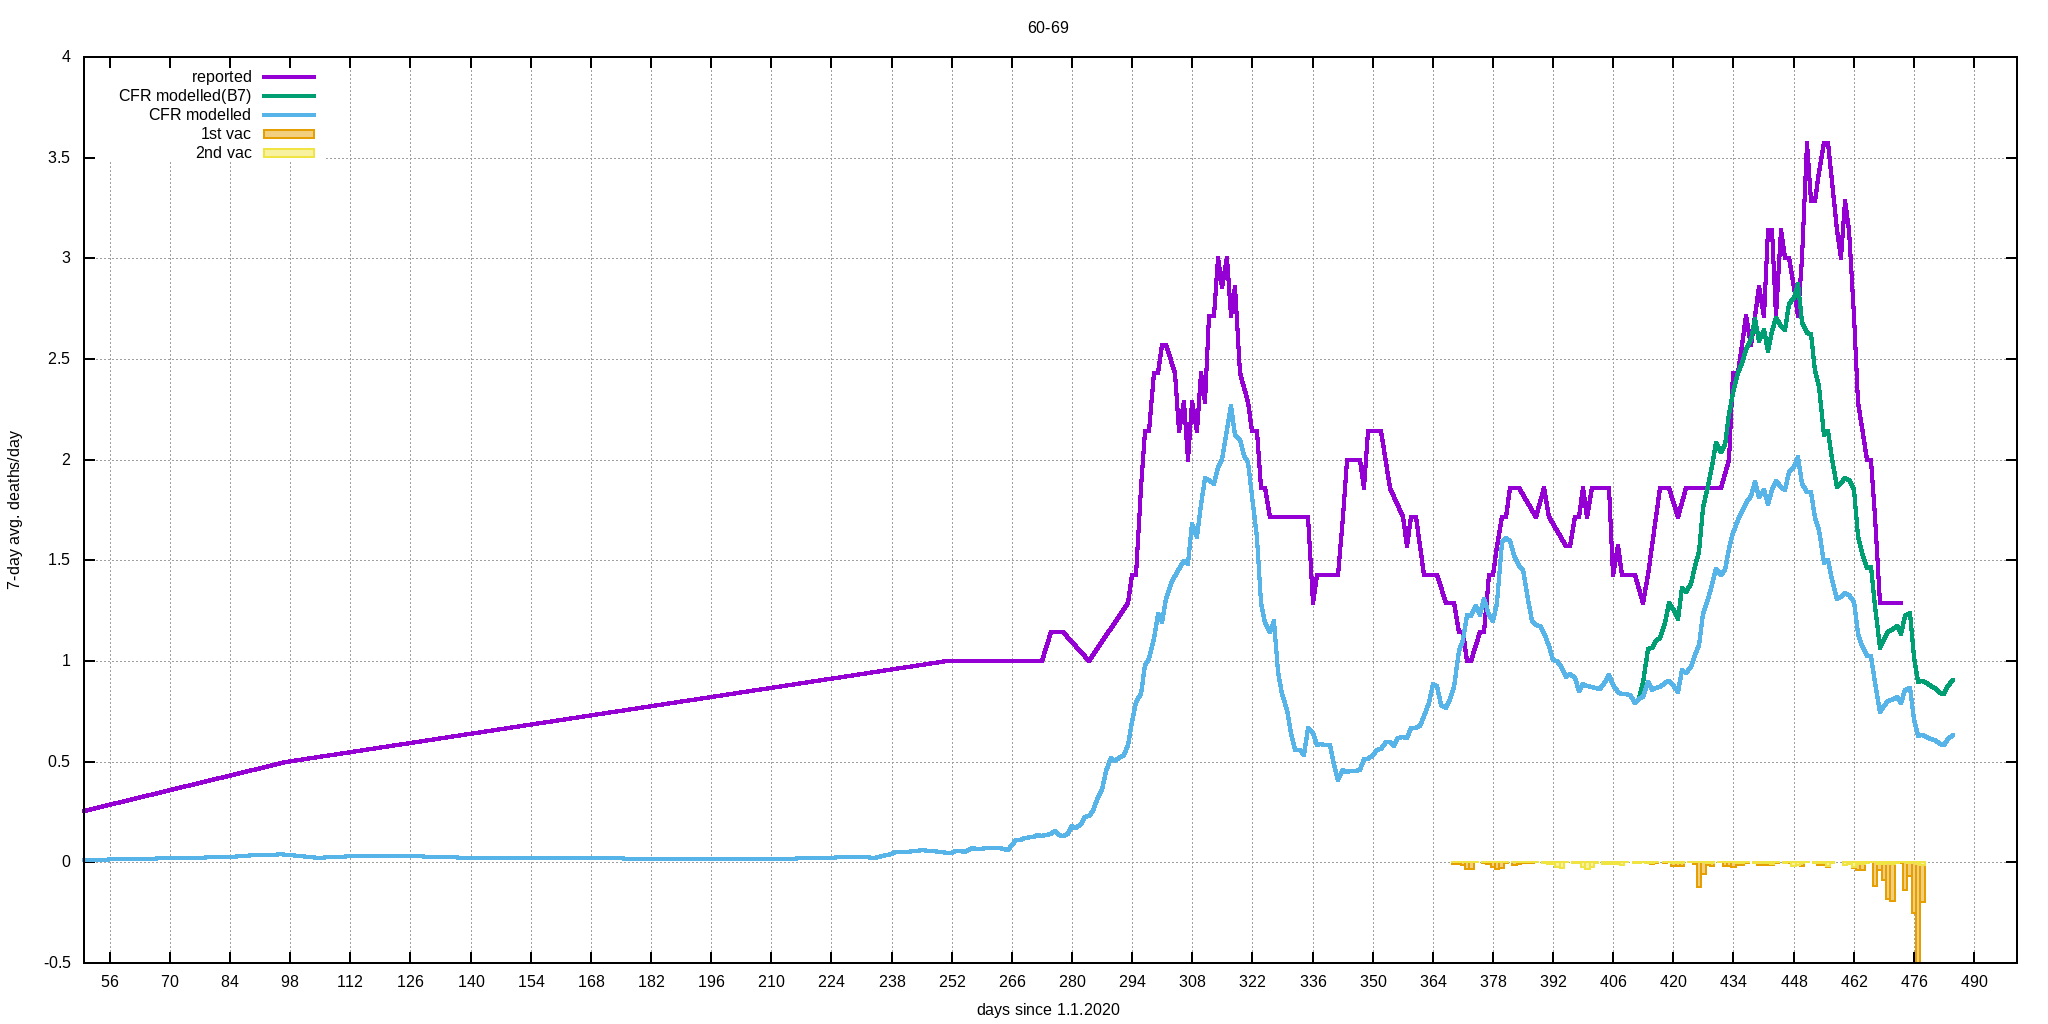 60-69
4
3.5
3
2.5
2
1.5
1
0.5
0
-0.5
7-day avg. deaths/day
reported
CFR modelled(B7)
CFR modelled
1st vac
2nd vac
56 70 84 98 112 126 140 154 168 182 196 210 224 238 252 266 280 294 308 322 336 350 364 378 392 406 420 434 448 462 476 490
days since 1.1.2020